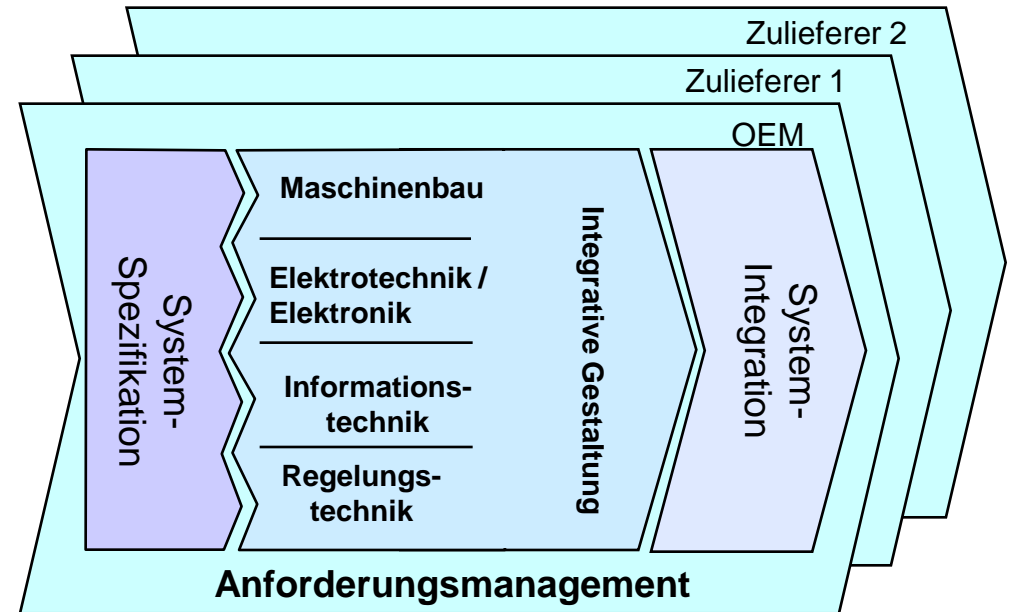 Zulieferer 2
Zulieferer 1
OEM
System-
Spezifikation
Maschinenbau
Elektrotechnik /
Elektronik
Informations-
technik
Regelungs-
technik
Integrative Gestaltung
System-
Integration
Anforderungsmanagement